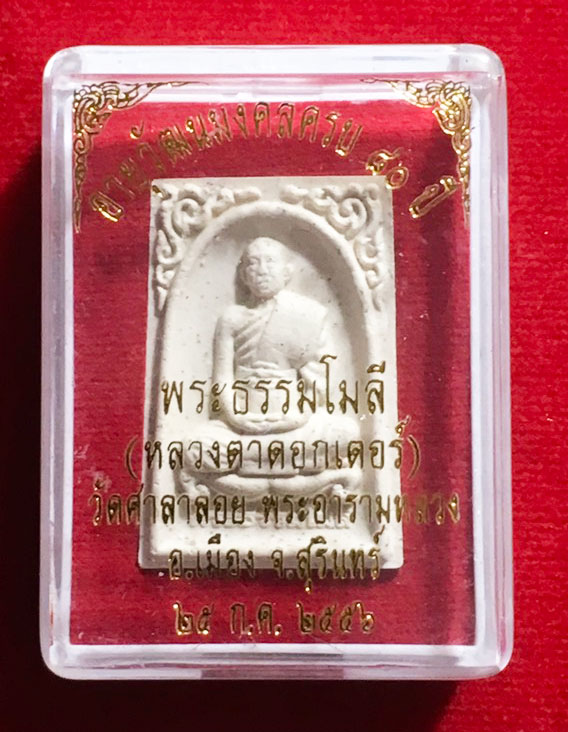 อายุวัฒนมงคลครบ ๘๐ ปี
พระธรรมโมลี
(หลวงตาดอกเตอร์)
วัดศาลาลอย พระอารามหลวง
อ.เมือง จ.สุรินทร์
๒๕ ก.ค. ๒๕๕๖